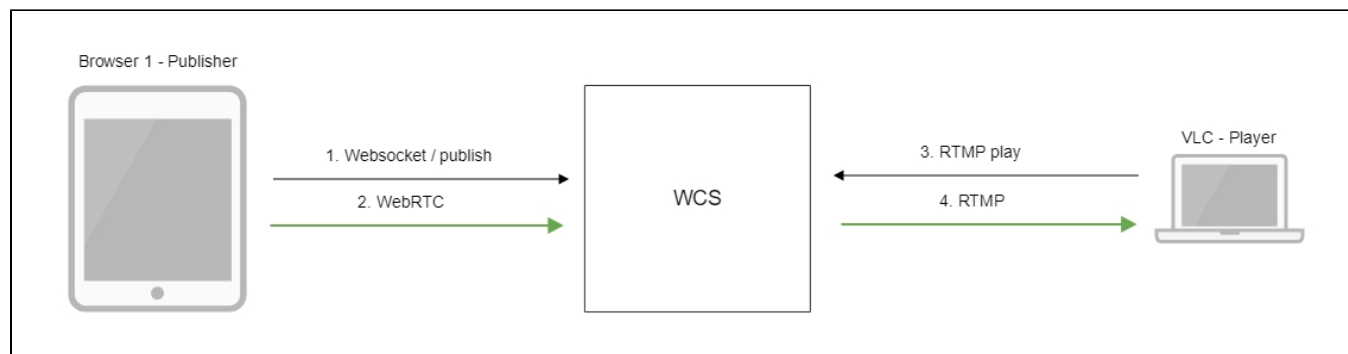 Browser 1 - Publisher
1. Websocket / publish
2. WebRTC
WCS
3. RTMP play
4. RTMP
VLC - Player